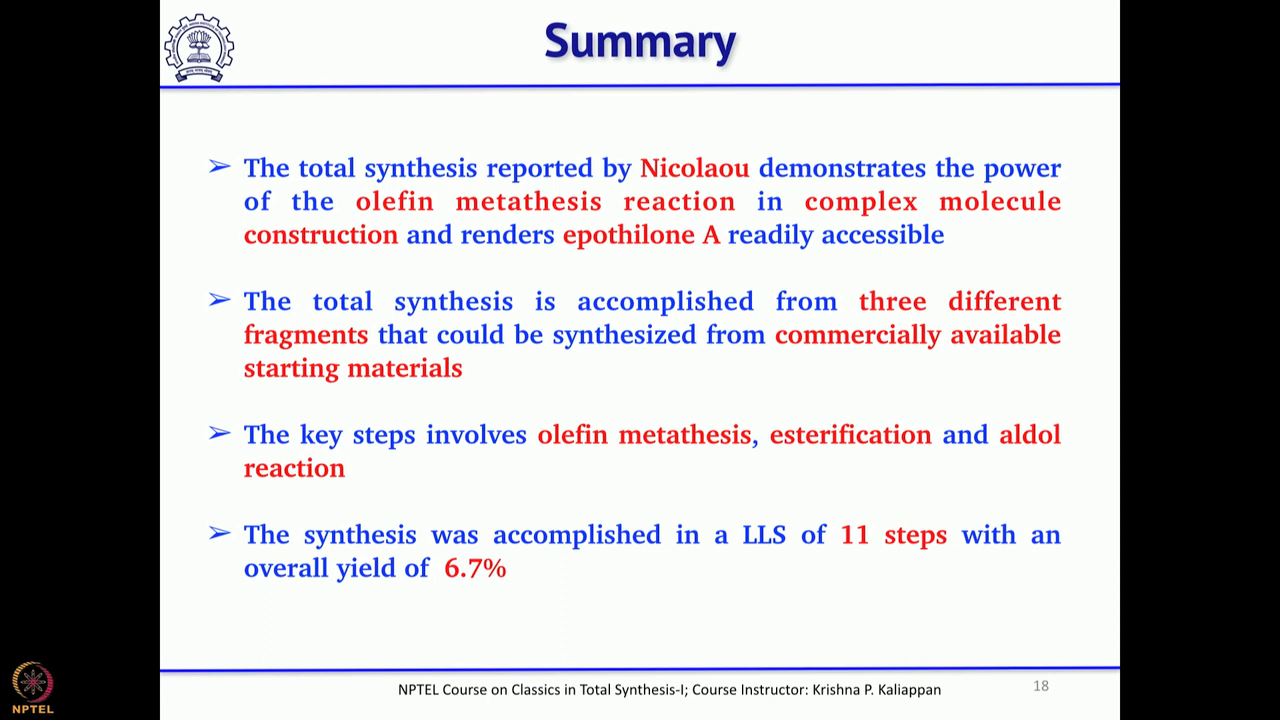 Summary
➢ The total synthesis reported by Nicolaou demonstrates the power
of the olefin metathesis reaction in complex molecule
construction and renders epothilone A readily accessible
➢ The total synthesis is accomplished from three different
fragments that could be synthesized from commercially available
starting materials
➢ The key steps involves olefin metathesis, esterification and aldol
reaction
➢ The synthesis was accomplished in a LLS of 11 steps with an
overall yield of 6.7%
NPTEL Course on Classics in Total Synthesis-I; Course Instructor: Krishna P. Kaliappan
18
NPTEL